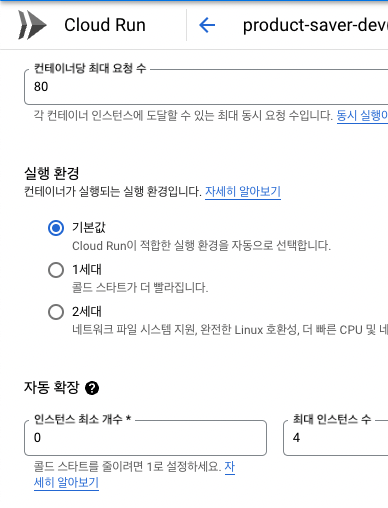 Cloud Run
product-saver-dev
컨테이너당 최대 요청 수
80
각 컨테이너 인스턴스에 도달할 수 있는 최대 동시 요청 수입니다. 동시 실행이
실행 환경
컨테이너가 실행되는 실행 환경입니다. 자세히 알아보기
기본값
Cloud Run이 적합한 실행 환경을 자동으로 선택합니다.
1세대
콜드 스타트가 더 빨라집니다.
2세대
네트워크 파일 시스템 지원, 완전한 Linux 호환성, 더 빠른 CPU 및 네
자동 확장
인스턴스 최소 개수 *
최대 인스턴스 수
0
4
콜드 스타트를 줄이려면 1로 설정하세요. 자
세히 알아보기